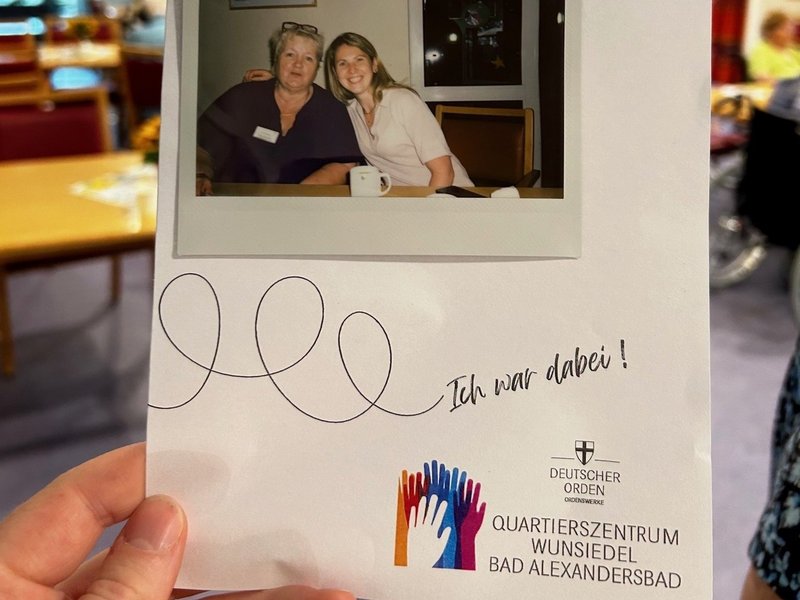 Ich war dabei!
DEUTSCHER
ORDEN
ORDENSWERKE
QUARTIERSZENTRUM
WUNSIEDEL
BAD ALEXANDERSBAD